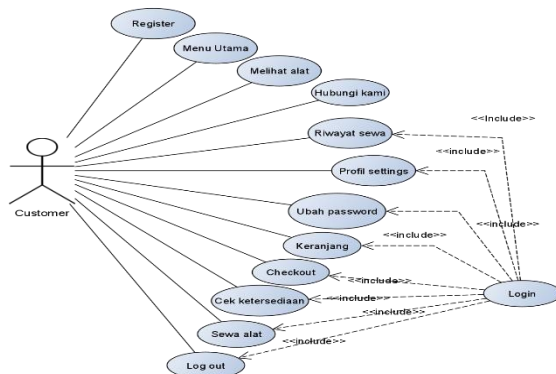 Register
Menu Utama
Melihat alat
Hubungi kami
<<Include>>
Riwayat sewa
<<include>>
Profil settings
Customer
Ubah password
<<include>>
Keranjang
<<include>>
Checkout
<<include>>
Cek ketersediaan
<<include>>
Login
Sewa alat
<<include>>
Log out
<<include>>